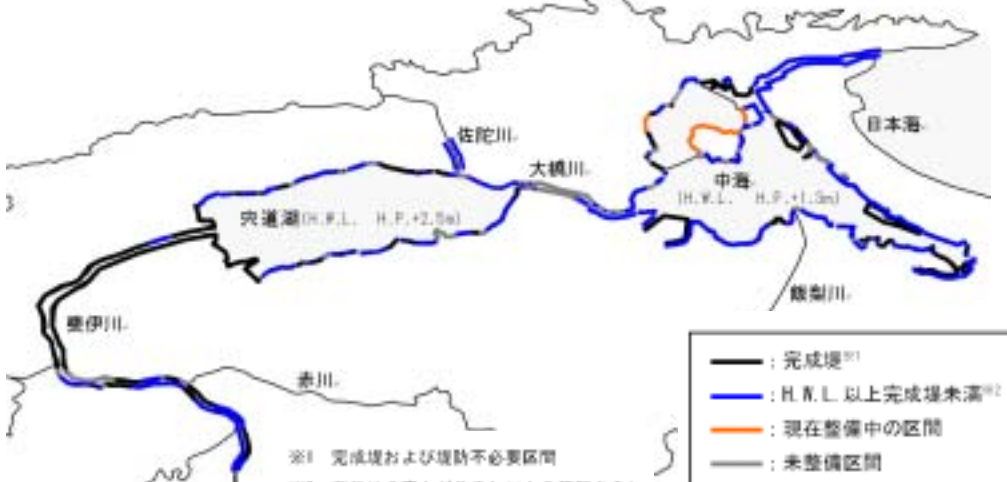 佐陀川
大橋川
日本海
中海
(H.W.L. H.P.+1.3m)
宍道湖(H.W.L. H.P.+2.5m)
飯梨川
斐伊川
赤川
：完成堤※1
：H.W.L.以上完成堤未満※2
：現在整備中の区間
：未整備区間
※1 完成堤および堤防不必要区間